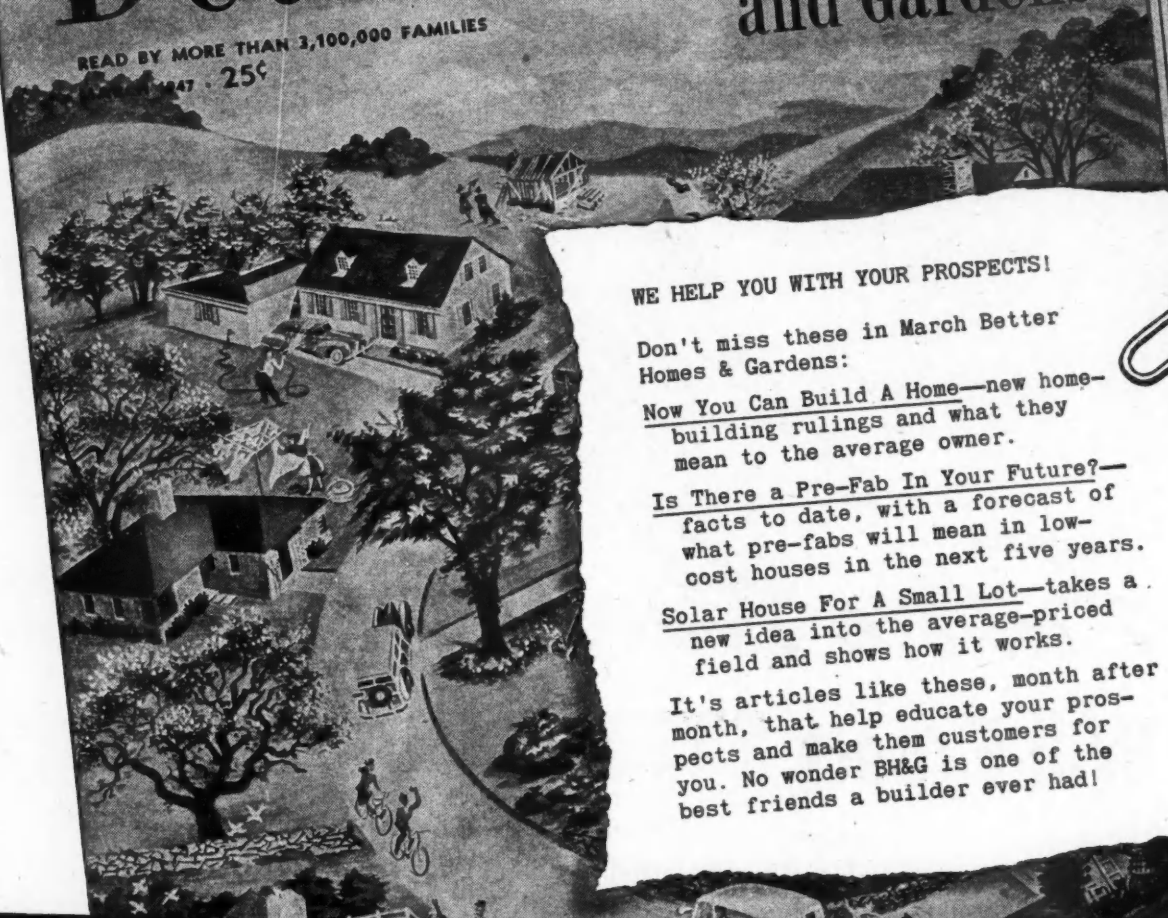 and Gardens
READ BY MORE THAN 3,100,000 FAMILIES
1947 · 25¢
WE HELP YOU WITH YOUR PROSPECTS!
Don't miss these in March Better
Homes & Gardens:
Now You Can Build A Home—new home-
building rulings and what they
mean to the average owner.
Is There a Pre-Fab In Your Future?—
facts to date, with a forecast of
what pre-fabs will mean in low-
cost houses in the next five years.
Solar House For A Small Lot—takes a
new idea into the average-priced
field and shows how it works.
It's articles like these, month after
month, that help educate your pros-
pects and make them customers for
you. No wonder BH&G is one of the
best friends a builder ever had!